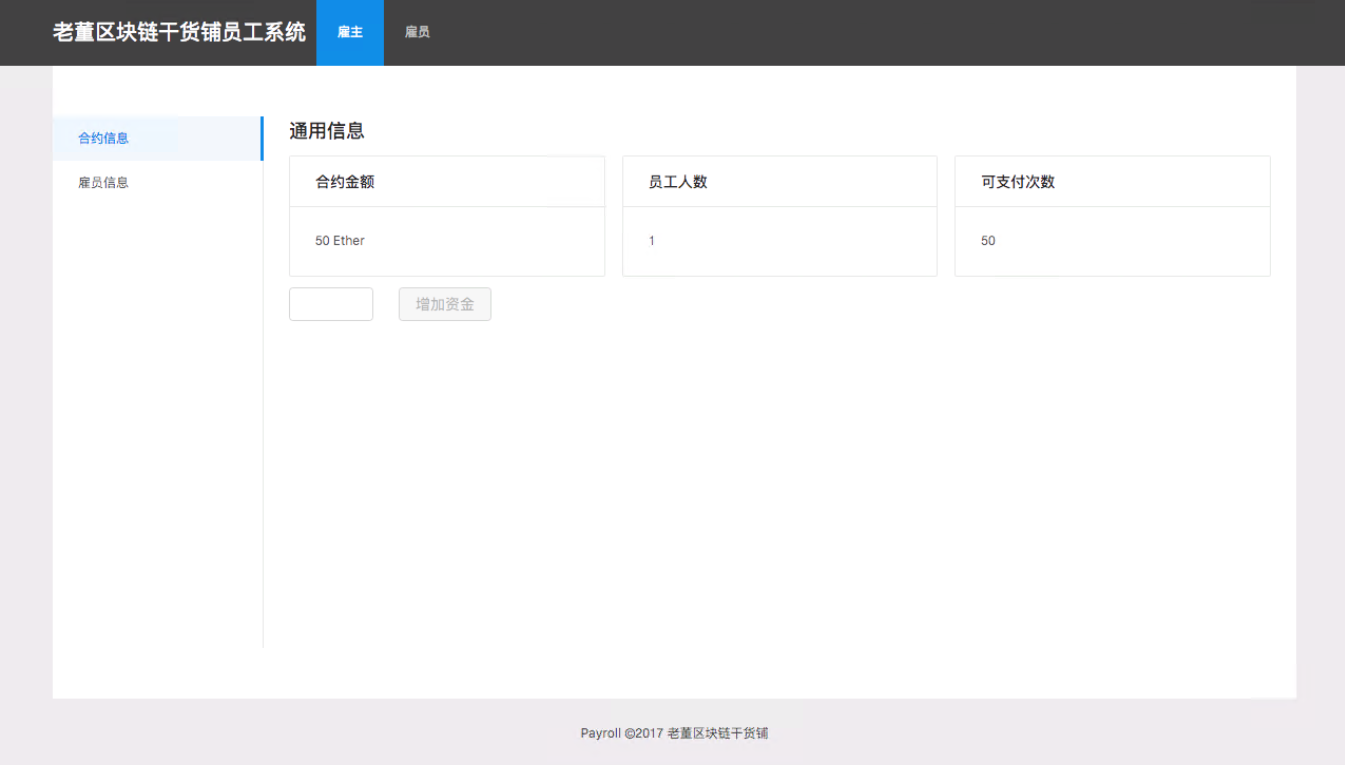 老董区块链干货铺员工系统 雇主 雇员
合约信息
雇员信息
通用信息
合约金额 员工人数 可支付次数
50 Ether 1 50
增加资金
Payroll ©2017 老董区块链干货铺